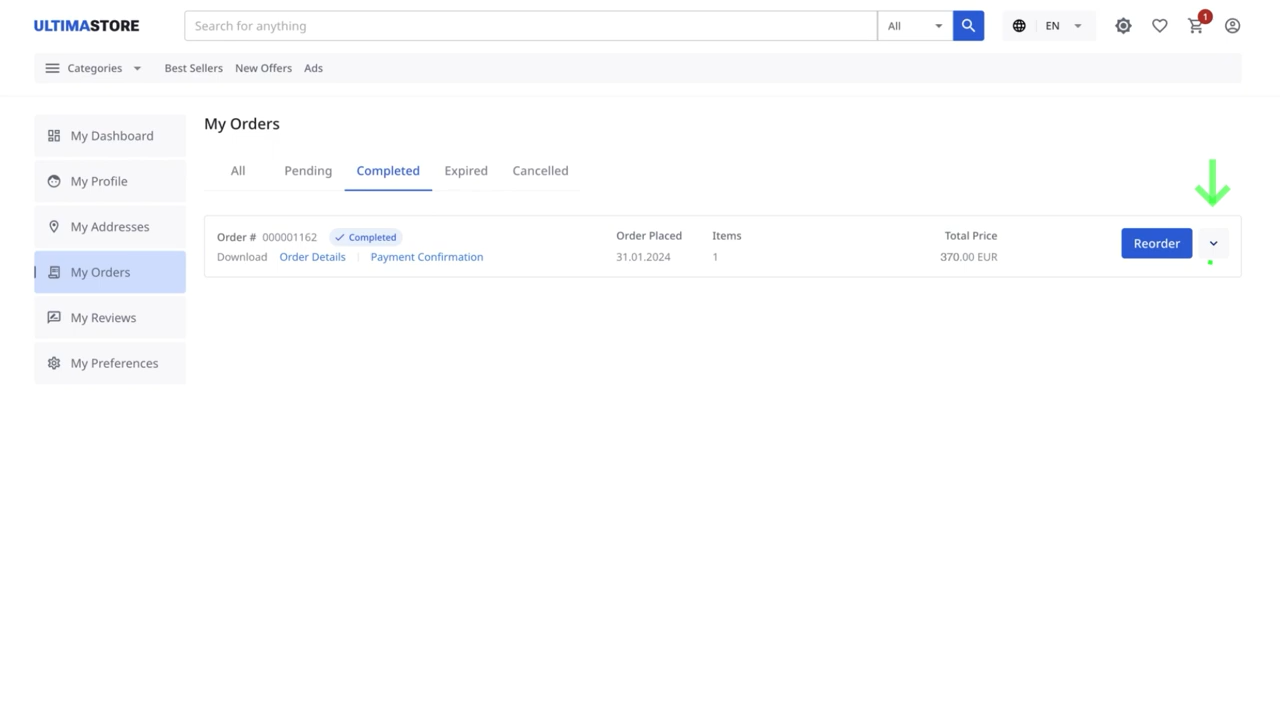 ULTIMASTORE
Search for anything
All
EN
1
Categories
Best Sellers
New Offers
Ads
My Dashboard
My Profile
My Addresses
My Orders
My Reviews
My Preferences
My Orders
All
Pending
Completed
Expired
Cancelled
Order # 000001162
Completed
Download
Order Details
Payment Confirmation
Order Placed
31.01.2024
Items
1
Total Price
370.00 EUR
Reorder